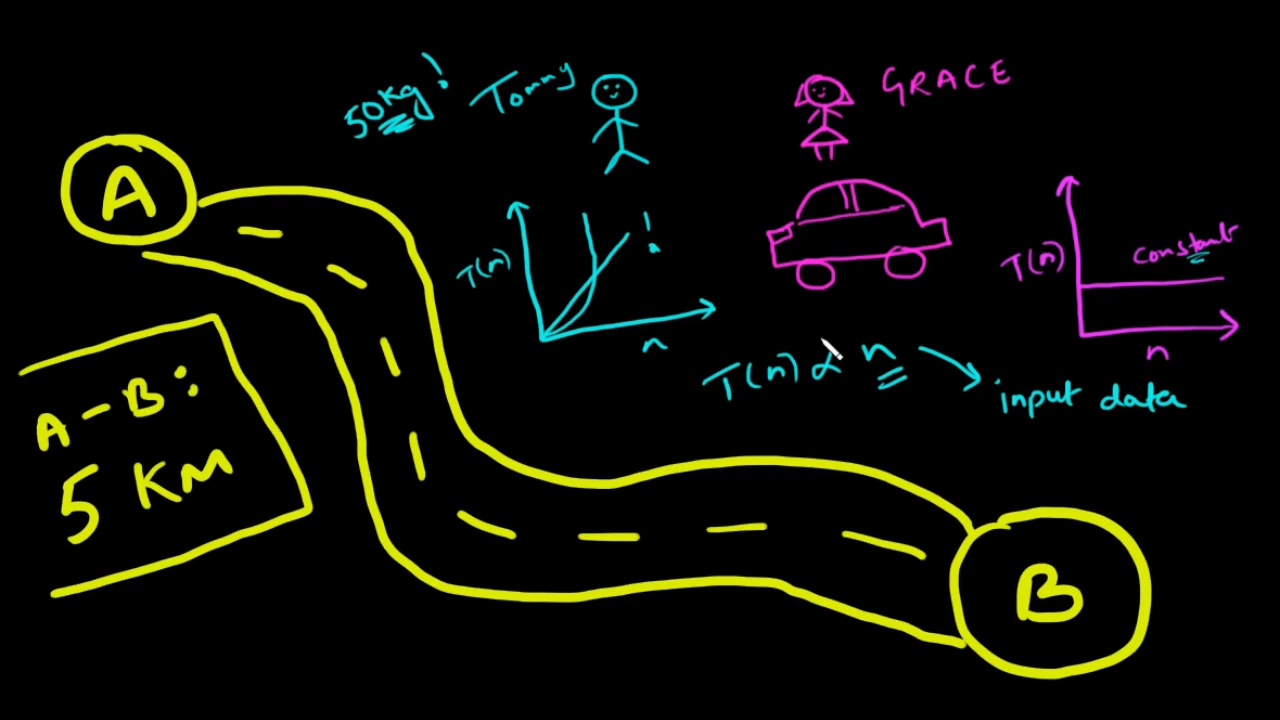 50kg! Tommy
GRACE
A
T(n)
!
n
T(n)
constant
n
T(n) α n
input data
A - B:
5 KM
B